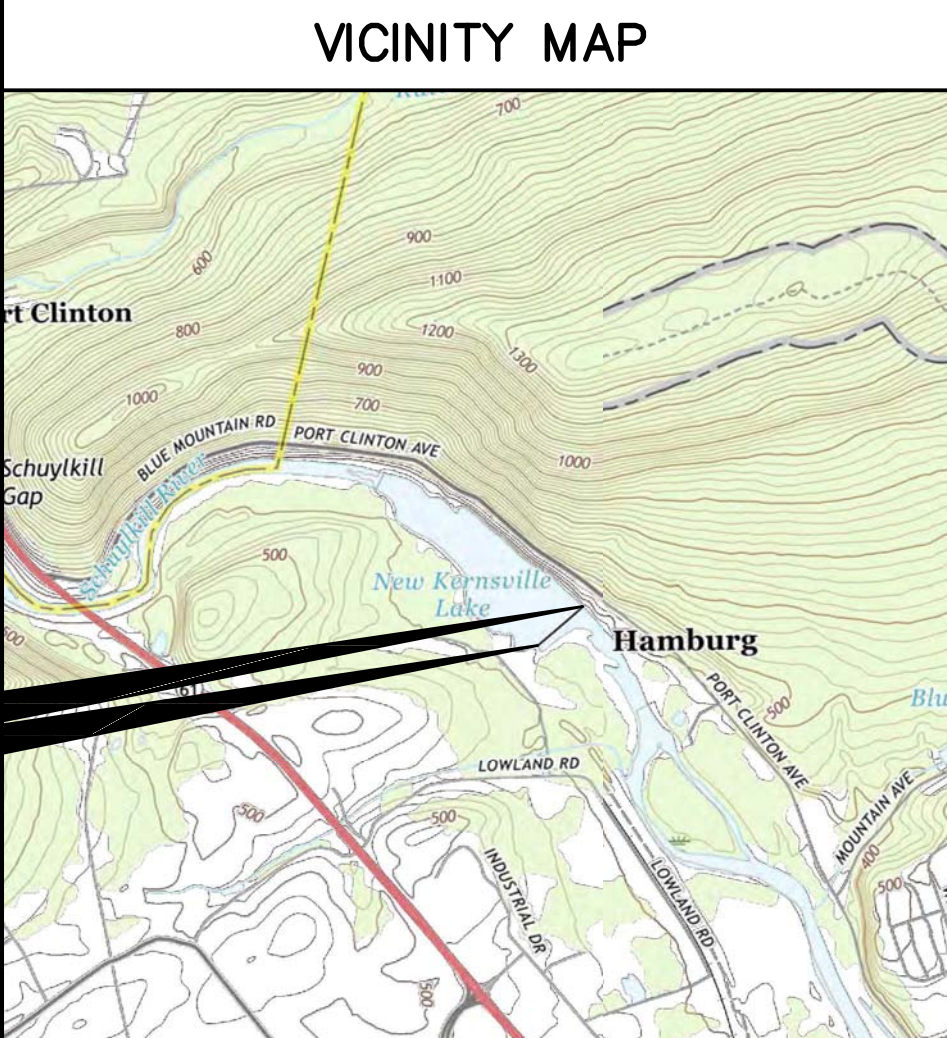 VICINITY MAP
700
900
600
1100
rt Clinton
800
1200
1300
900
1000
700
BLUE MOUNTAIN RD
PORT CLINTON AVE
Schuylkill
Gap
1000
Schuylkill River
500
New Kernsville
Lake
500
Hamburg
61
PORT CLINTON AVE
500
Blu
LOWLAND RD
500
500
MOUNTAIN AVE
400
INDUSTRIAL DR
LOWLAND RD
500
500